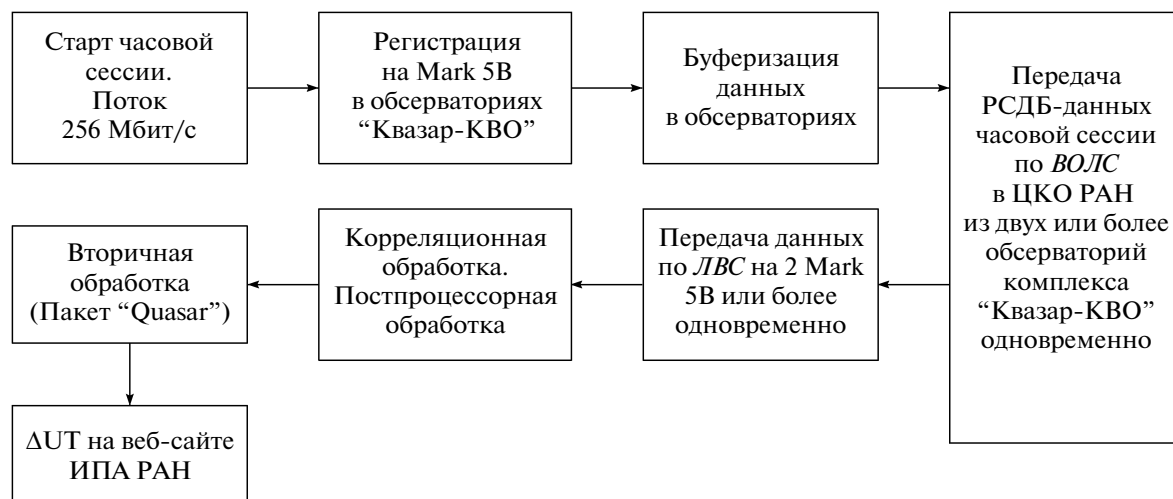 Старт часовой
сессии.
Поток
256 Мбит/с
Регистрация
на Mark 5B
в обсерваториях
“Квазар-КВО”
Буферизация
данных
в обсерваториях
Передача
РСДБ-данных
часовой сессии
по ВОЛС
в ЦКО РАН
из двух или более
обсерваторий
комплекса
“Квазар-КВО”
одновременно
Передача данных
по ЛВС на 2 Mark
5B или более
одновременно
Корреляционная
обработка.
Постпроцессорная
обработка
Вторичная
обработка
(Пакет “Quasar”)
ΔUT на веб-сайте
ИПА РАН